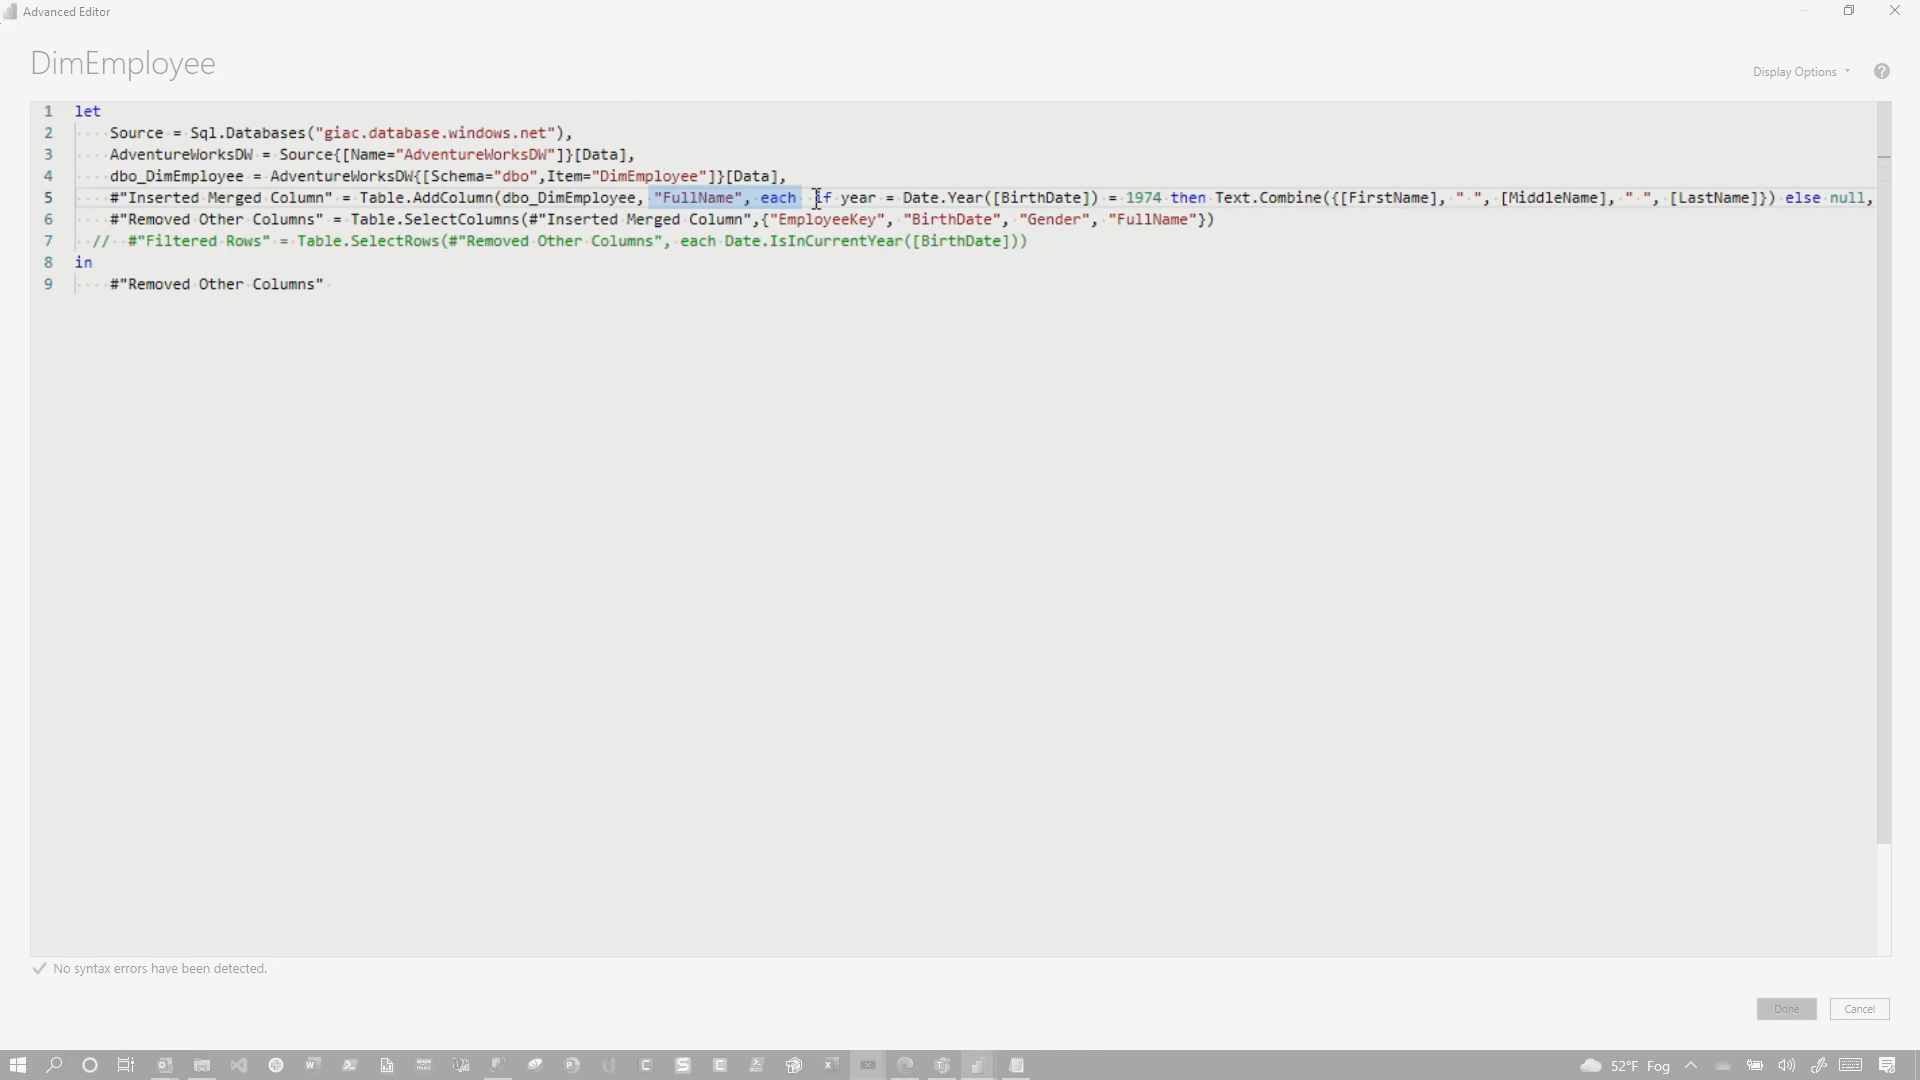 Advanced Editor
DimEmployee
Display Options
?
1 let
2 Source = Sql.Databases("giac.database.windows.net"),
3 AdventureWorksDW = Source{[Name="AdventureWorksDW"]}[Data],
4 dbo_DimEmployee = AdventureWorksDW{[Schema="dbo",Item="DimEmployee"]}[Data],
5 #"Inserted Merged Column" = Table.AddColumn(dbo_DimEmployee, "FullName", each if year = Date.Year([BirthDate]) = 1974 then Text.Combine({[FirstName], " ", [MiddleName], " ", [LastName]}) else null,
6 #"Removed Other Columns" = Table.SelectColumns(#"Inserted Merged Column",{"EmployeeKey", "BirthDate", "Gender", "FullName"})
7 // #"Filtered Rows" = Table.SelectRows(#"Removed Other Columns", each Date.IsInCurrentYear([BirthDate]))
8 in
9 #"Removed Other Columns"
No syntax errors have been detected.
Done Cancel
52°F Fog